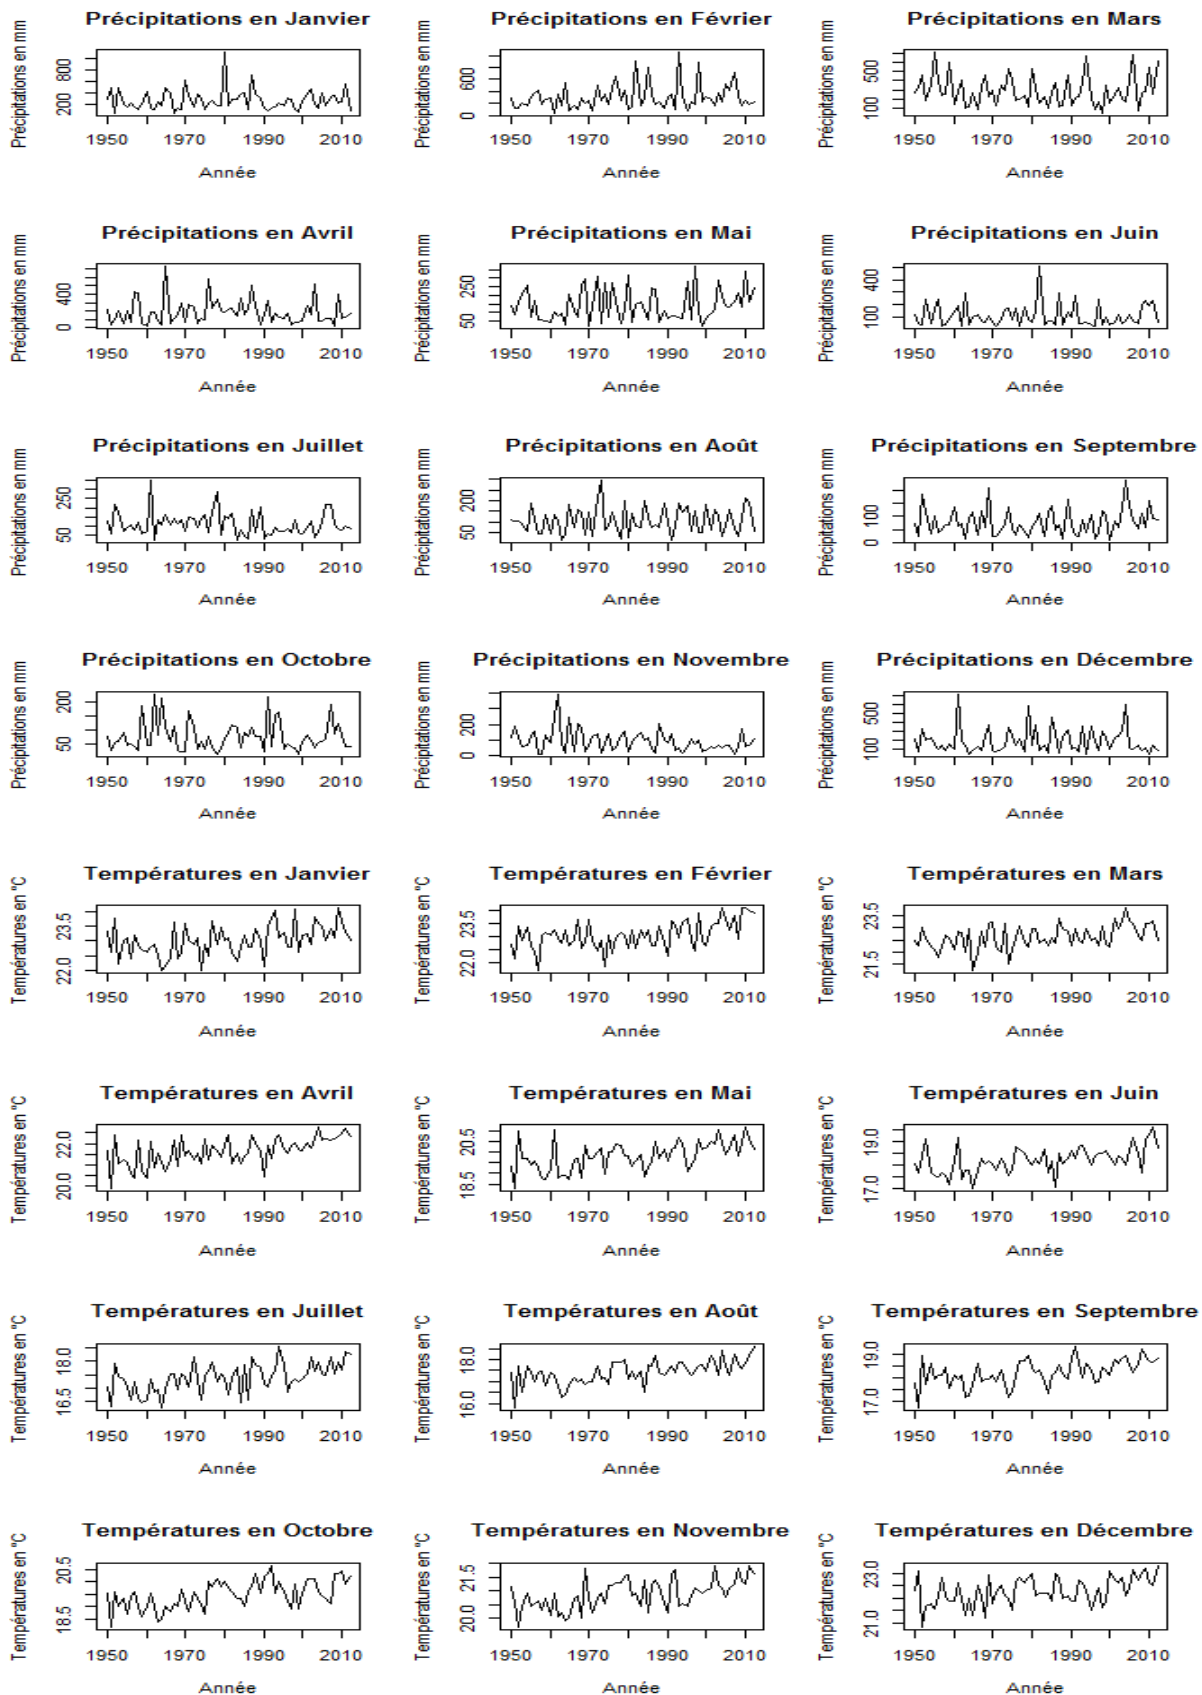 Précipitations en Janvier
Précipitations en mm
200 800
1950 1970 1990 2010
Année
Précipitations en Février
Précipitations en mm
0 600
1950 1970 1990 2010
Année
Précipitations en Mars
Précipitations en mm
100 500
1950 1970 1990 2010
Année
Précipitations en Avril
Précipitations en mm
0 400
1950 1970 1990 2010
Année
Précipitations en Mai
Précipitations en mm
50 250
1950 1970 1990 2010
Année
Précipitations en Juin
Précipitations en mm
100 400
1950 1970 1990 2010
Année
Précipitations en Juillet
Précipitations en mm
50 250
1950 1970 1990 2010
Année
Précipitations en Août
Précipitations en mm
50 200
1950 1970 1990 2010
Année
Précipitations en Septembre
Précipitations en mm
0 100
1950 1970 1990 2010
Année
Précipitations en Octobre
Précipitations en mm
50 200
1950 1970 1990 2010
Année
Précipitations en Novembre
Précipitations en mm
0 200
1950 1970 1990 2010
Année
Précipitations en Décembre
Précipitations en mm
100 500
1950 1970 1990 2010
Année
Températures en Janvier
Températures en °C
22.0 23.5
1950 1970 1990 2010
Année
Températures en Février
Températures en °C
22.0 23.5
1950 1970 1990 2010
Année
Températures en Mars
Températures en °C
21.5 23.5
1950 1970 1990 2010
Année
Températures en Avril
Températures en °C
20.0 22.0
1950 1970 1990 2010
Année
Températures en Mai
Températures en °C
18.5 20.5
1950 1970 1990 2010
Année
Températures en Juin
Températures en °C
17.0 19.0
1950 1970 1990 2010
Année
Températures en Juillet
Températures en °C
16.5 18.0
1950 1970 1990 2010
Année
Températures en Août
Températures en °C
16.0 18.0
1950 1970 1990 2010
Année
Températures en Septembre
Températures en °C
17.0 19.0
1950 1970 1990 2010
Année
Températures en Octobre
Températures en °C
18.5 20.5
1950 1970 1990 2010
Année
Températures en Novembre
Températures en °C
20.0 21.5
1950 1970 1990 2010
Année
Températures en Décembre
Températures en °C
21.0 23.0
1950 1970 1990 2010
Année